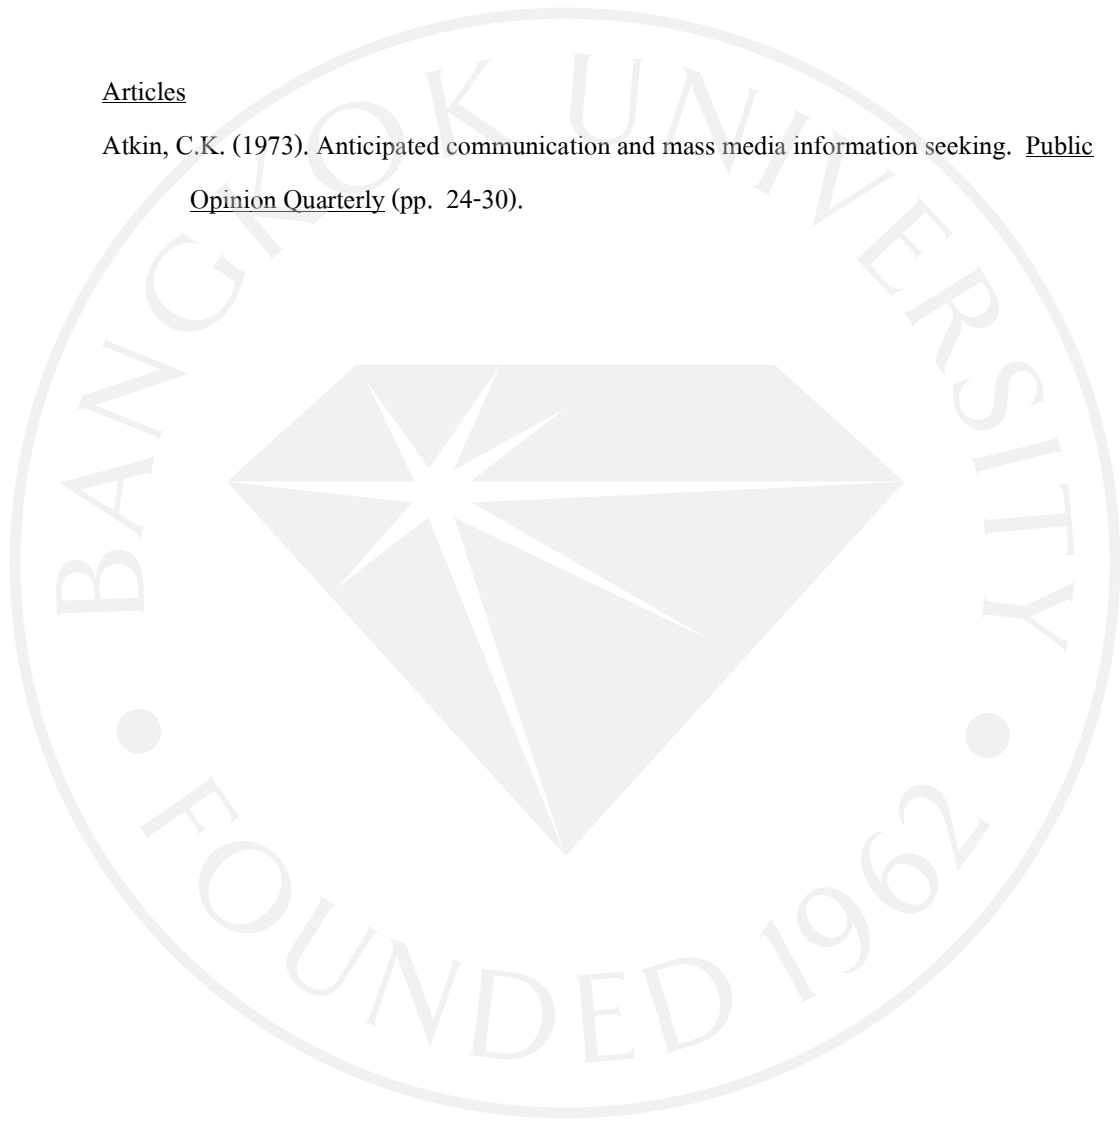 Articles
Atkin, C.K. (1973). Anticipated communication and mass media information seeking.  Public
Opinion Quarterly (pp.  24-30).
BANGKOK UNIVERSITY
FOUNDED 1962